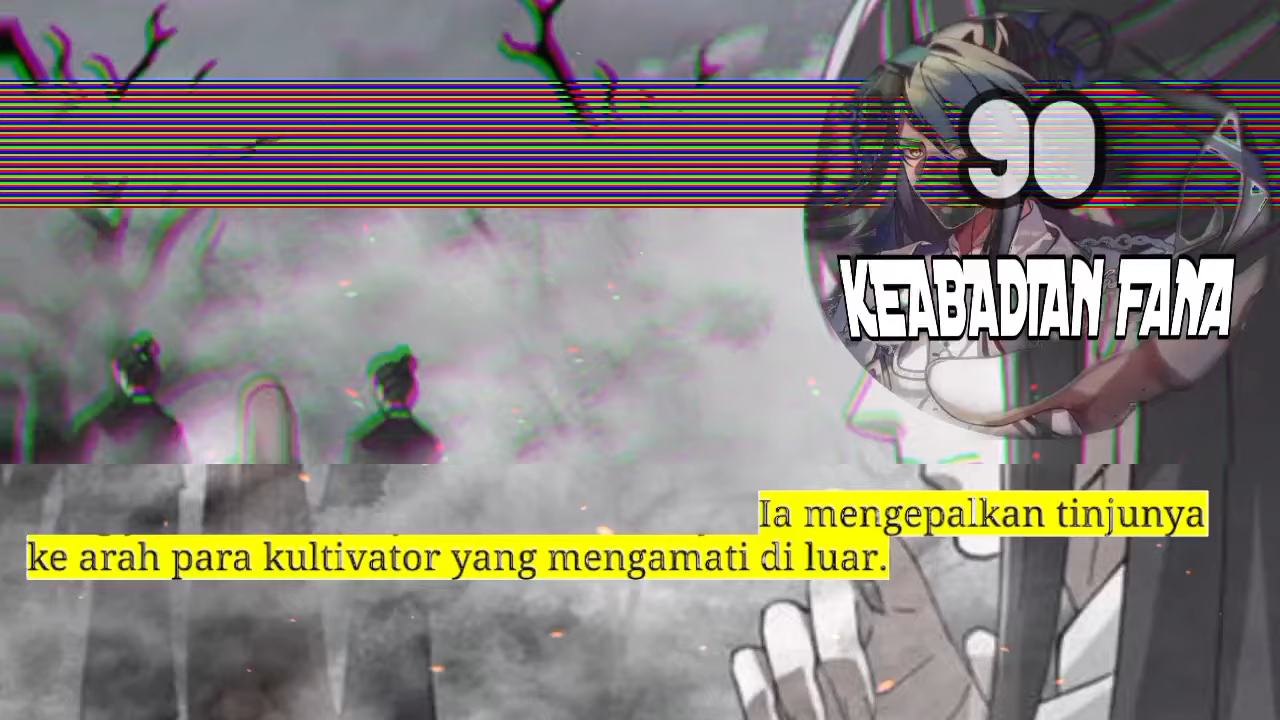 90
KEABADIAN FANA
Ia mengepalkan tinjunya
ke arah para kultivator yang mengamati di luar.